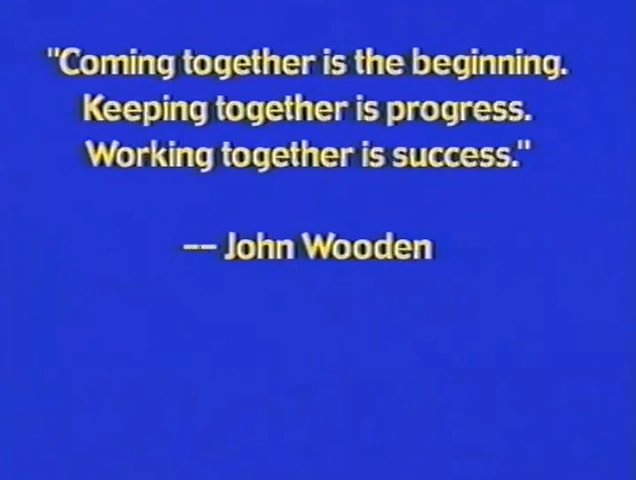 "Coming together is the beginning.
Keeping together is progress.
Working together is success."
-- John Wooden